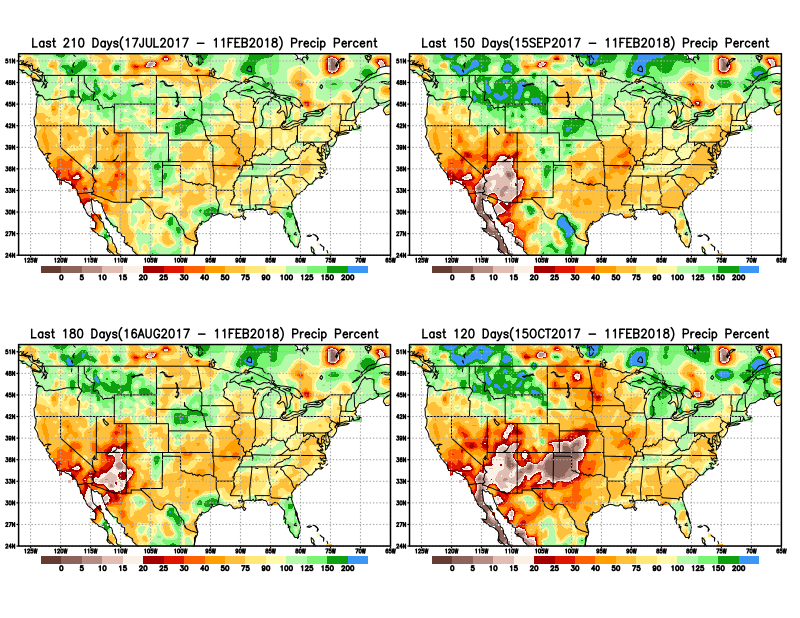 Last 210 Days(17JUL2017 – 11FEB2018) Precip Percent
51N
48N
45N
42N
39N
36N
33N
30N
27N
24N
125W 120W 115W 110W 105W 100W 95W 90W 85W 80W 75W 70W 65W
0 5 10 15 20 25 30 40 50 75 90 100 125 150 200
Last 150 Days(15SEP2017 – 11FEB2018) Precip Percent
51N
48N
45N
42N
39N
36N
33N
30N
27N
24N
125W 120W 115W 110W 105W 100W 95W 90W 85W 80W 75W 70W 65W
0 5 10 15 20 25 30 40 50 75 90 100 125 150 200
Last 180 Days(16AUG2017 – 11FEB2018) Precip Percent
51N
48N
45N
42N
39N
36N
33N
30N
27N
24N
125W 120W 115W 110W 105W 100W 95W 90W 85W 80W 75W 70W 65W
0 5 10 15 20 25 30 40 50 75 90 100 125 150 200
Last 120 Days(15OCT2017 – 11FEB2018) Precip Percent
51N
48N
45N
42N
39N
36N
33N
30N
27N
24N
125W 120W 115W 110W 105W 100W 95W 90W 85W 80W 75W 70W 65W
0 5 10 15 20 25 30 40 50 75 90 100 125 150 200